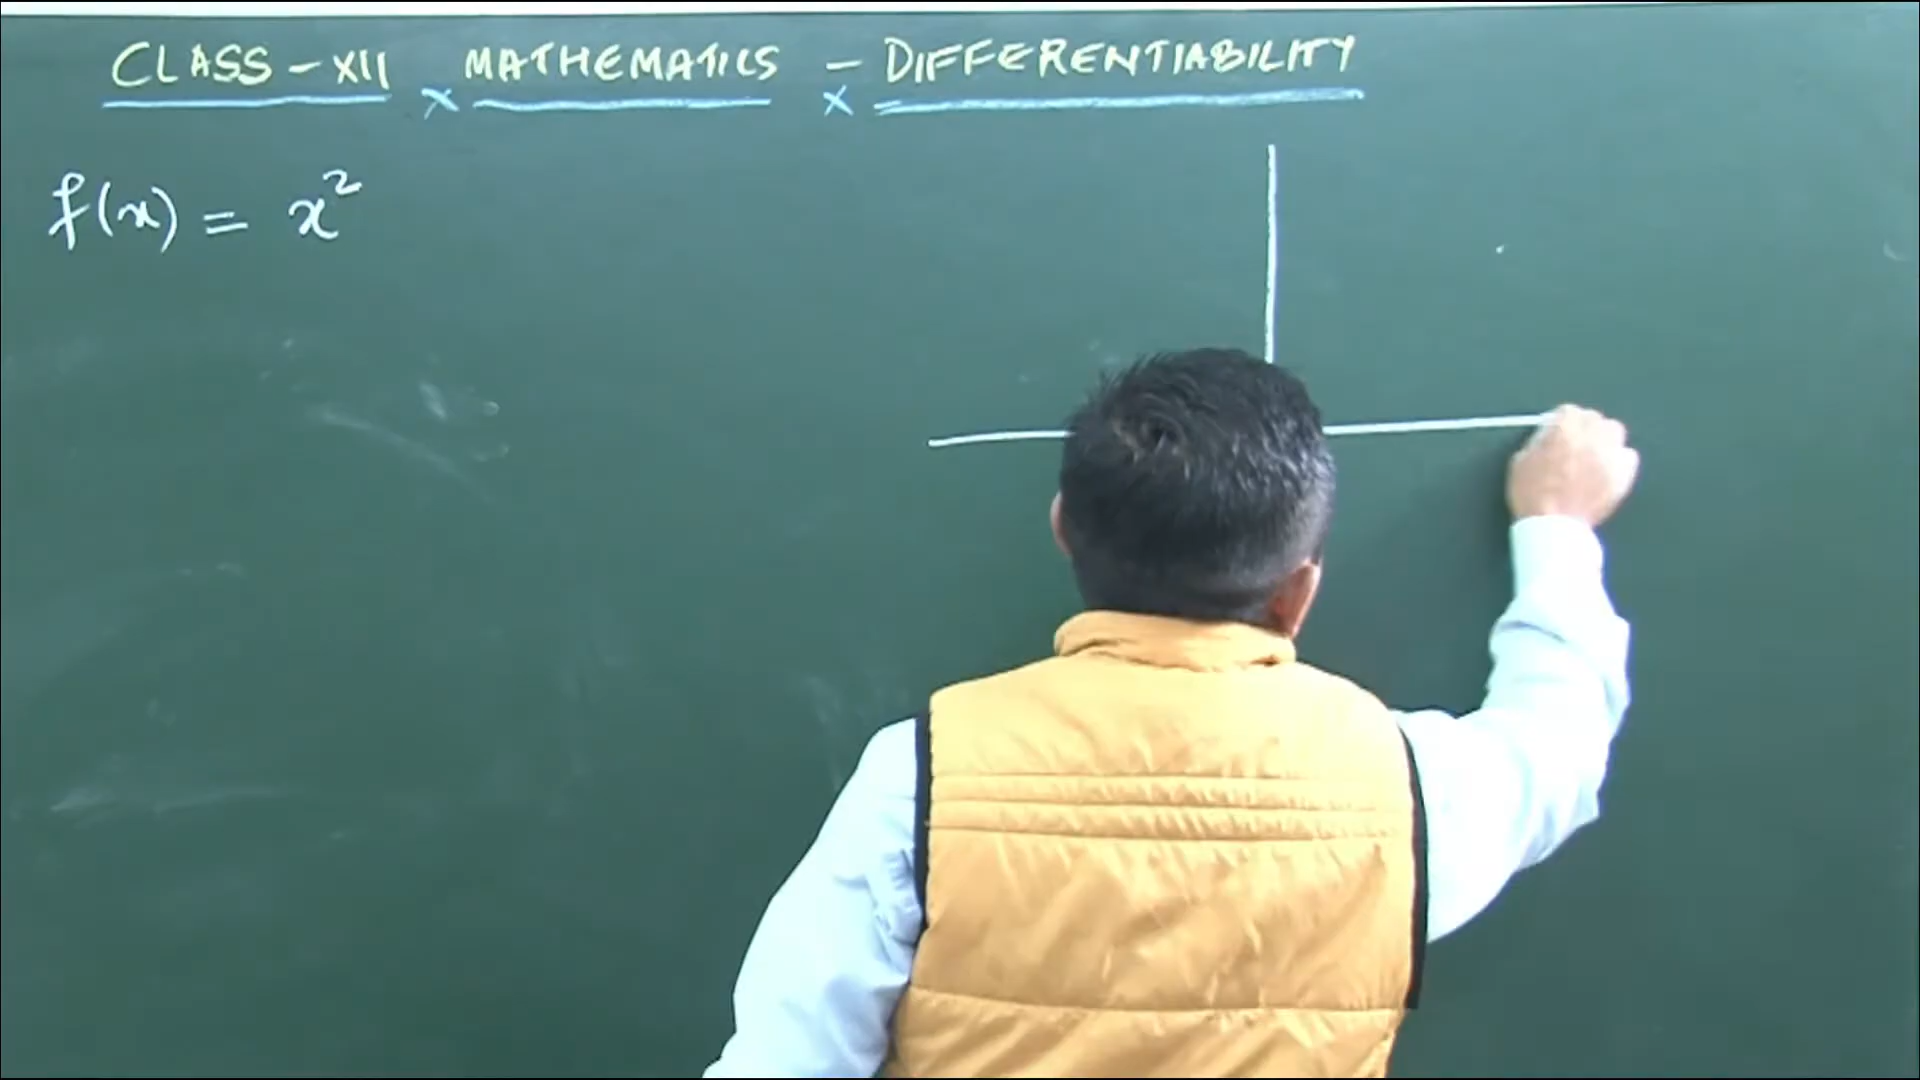 CLASS - XII x MATHEMATICS x - DIFFERENTIABILITY
f(x) = x²